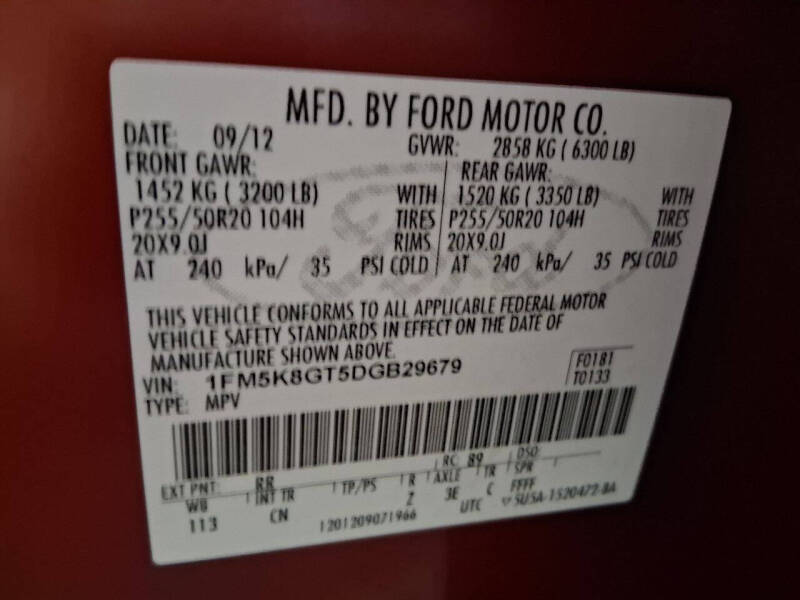 MFD. BY FORD MOTOR CO.
DATE: 09/12 GVWR: 2858 KG ( 6300 LB)
FRONT GAWR: REAR GAWR:
1452 KG ( 3200 LB) WITH 1520 KG ( 3350 LB) WITH
P255/50R20 104H TIRES P255/50R20 104H TIRES
20X9.0J RIMS 20X9.0J RIMS
AT 240 kPa/ 35 PSI COLD AT 240 kPa/ 35 PSI COLD
THIS VEHICLE CONFORMS TO ALL APPLICABLE FEDERAL MOTOR
VEHICLE SAFETY STANDARDS IN EFFECT ON THE DATE OF
MANUFACTURE SHOWN ABOVE.
VIN: 1FM5K8GT5DGB29679 F0181
TYPE: MPV T0133
EXT PNT: RR RC: 89 DSO:
WB INT TR TP/PS R AXLE TR SPR
113 CN Z 3E C FFFF
1201209071966 UTC 5U5A-1520472-BA